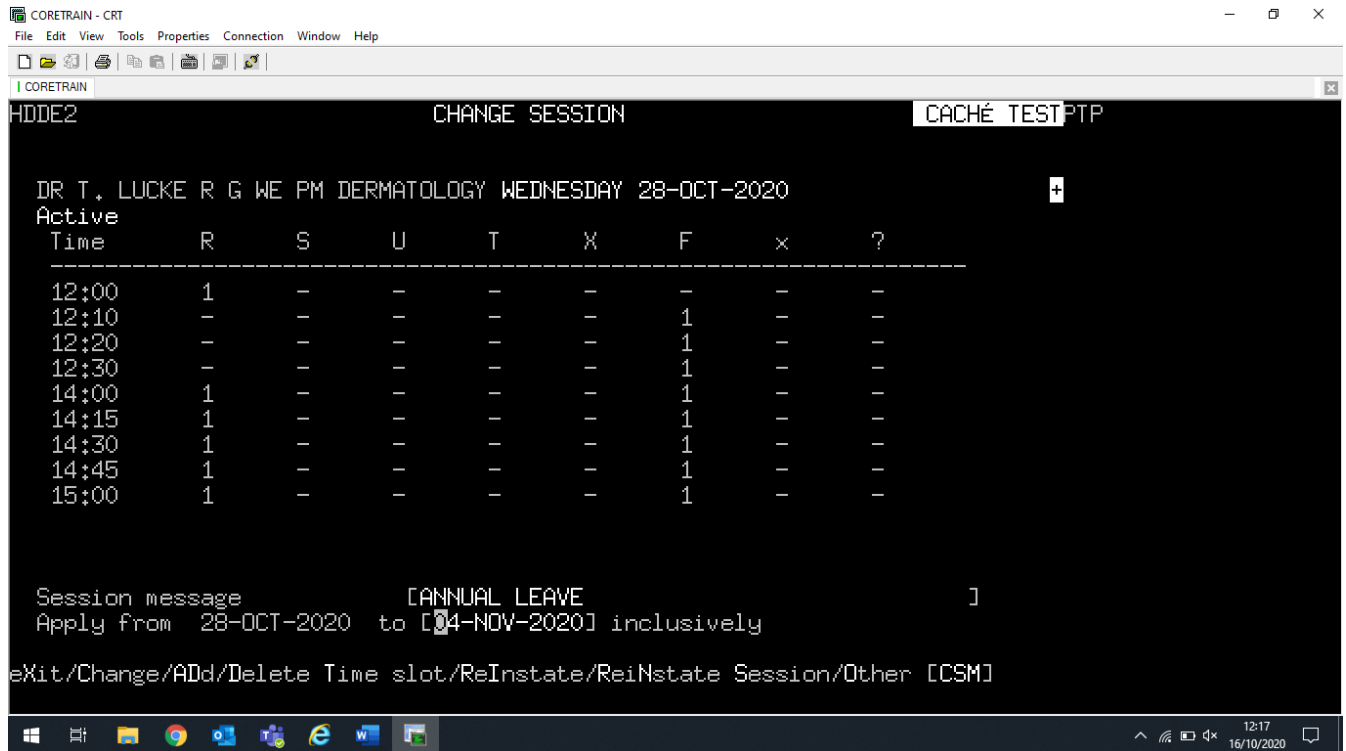 CORETRAIN - CRT
File Edit View Tools Properties Connection Window Help
CORETRAIN
HDDE2 CHANGE SESSION CACHÉ TESTPTP
DR T. LUCKE R G WE PM DERMATOLOGY WEDNESDAY 28-OCT-2020 +
Active
Time R S U T X F x ?
12:00 1 - - - - - - -
12:10 - - - - - 1 - -
12:20 - - - - - 1 - -
12:30 - - - - - 1 - -
14:00 1 - - - - 1 - -
14:15 1 - - - - 1 - -
14:30 1 - - - - 1 - -
14:45 1 - - - - 1 - -
15:00 1 - - - - 1 - -
Session message [ANNUAL LEAVE ]
Apply from 28-OCT-2020 to [04-NOV-2020] inclusively
eXit/Change/ADd/Delete Time slot/ReInstate/ReiNstate Session/Other [CSM]
12:17
16/10/2020